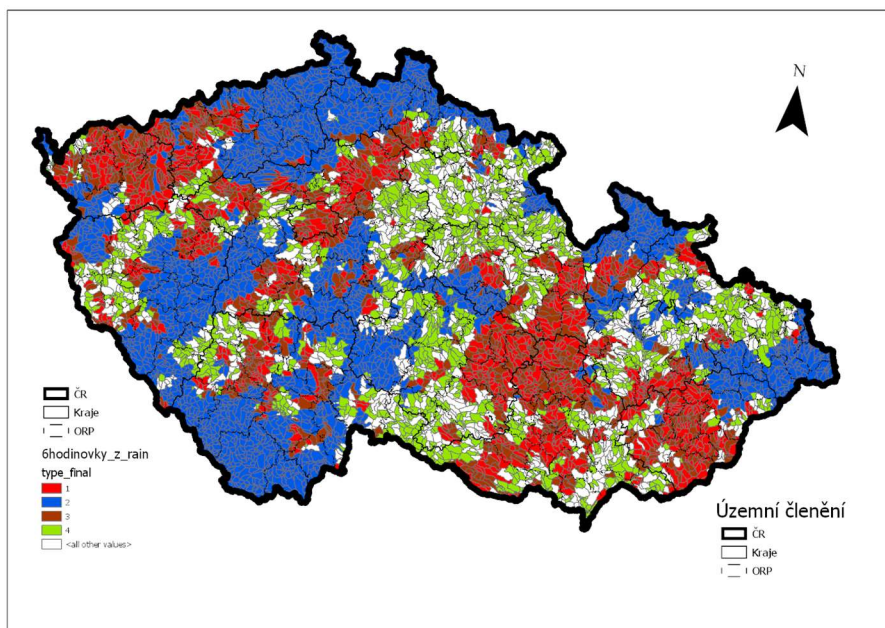 N
ČR
Kraje
ORP
6hodinovky_z_rain
type_final
1
2
3
4
<all other values>
Územní členění
ČR
Kraje
ORP